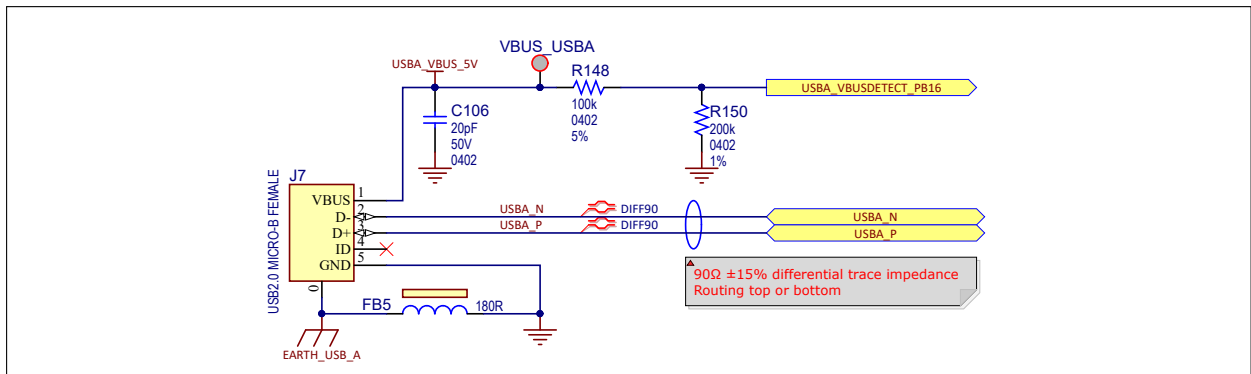 VBUS_USBA
USBA_VBUS_5V
R148
100k
0402
5%
USBA_VBUSDETECT_PB16
C106
20pF
50V
0402
R150
200k
0402
1%
J7
USB2.0 MICRO-B FEMALE
VBUS 1
D- 2
D+ 3
ID 4
GND 5
0
USBA_N DIFF90 USBA_N
USBA_P DIFF90 USBA_P
90Ω ±15% differential trace impedance
Routing top or bottom
FB5 180R
EARTH_USB_A